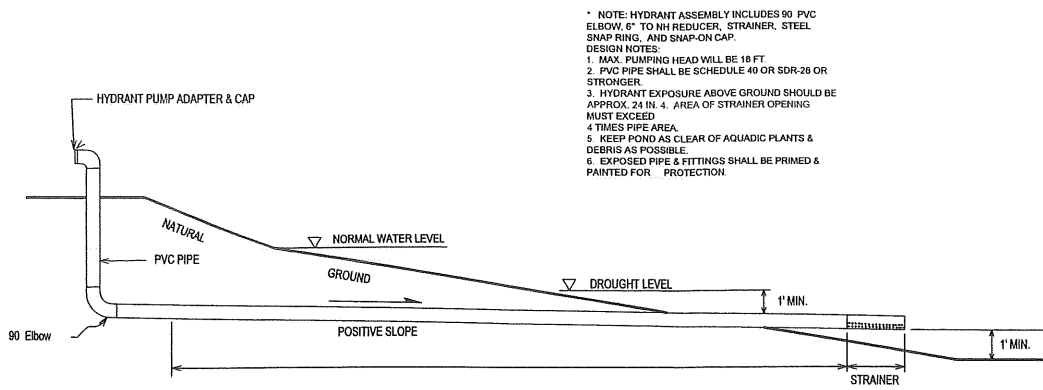 * NOTE: HYDRANT ASSEMBLY INCLUDES 90 PVC
ELBOW, 6" TO NH REDUCER, STRAINER, STEEL
SNAP RING, AND SNAP-ON CAP.
DESIGN NOTES:
1. MAX. PUMPING HEAD WILL BE 18 FT.
2. PVC PIPE SHALL BE SCHEDULE 40 OR SDR-26 OR
STRONGER.
3. HYDRANT EXPOSURE ABOVE GROUND SHOULD BE
APPROX. 24 IN. 4. AREA OF STRAINER OPENING
MUST EXCEED
4 TIMES PIPE AREA.
5. KEEP POND AS CLEAR OF AQUADIC PLANTS &
DEBRIS AS POSSIBLE.
6. EXPOSED PIPE & FITTINGS SHALL BE PRIMED &
PAINTED FOR PROTECTION.
HYDRANT PUMP ADAPTER & CAP
NATURAL
GROUND
NORMAL WATER LEVEL
PVC PIPE
DROUGHT LEVEL
1' MIN.
90 Elbow
POSITIVE SLOPE
1' MIN.
STRAINER